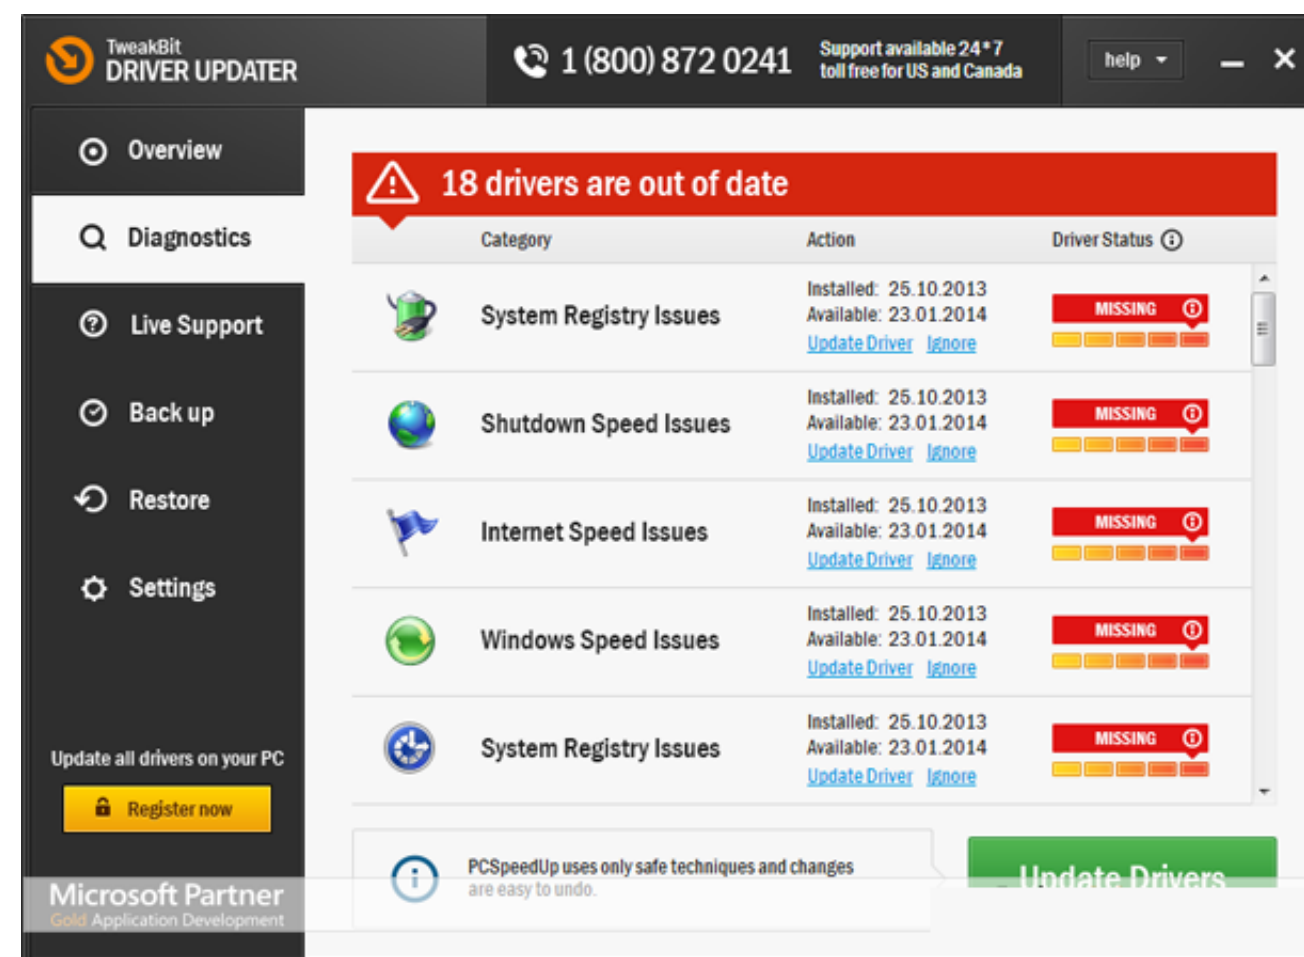 TweakBit
DRIVER UPDATER
1 (800) 872 0241
Support available 24*7
toll free for US and Canada
help
Overview
Diagnostics
Live Support
Back up
Restore
Settings
Update all drivers on your PC
Register now
Microsoft Partner
Gold Application Development
18 drivers are out of date
Category Action Driver Status
System Registry Issues
Installed: 25.10.2013
Available: 23.01.2014
Update Driver Ignore
MISSING
Shutdown Speed Issues
Installed: 25.10.2013
Available: 23.01.2014
Update Driver Ignore
MISSING
Internet Speed Issues
Installed: 25.10.2013
Available: 23.01.2014
Update Driver Ignore
MISSING
Windows Speed Issues
Installed: 25.10.2013
Available: 23.01.2014
Update Driver Ignore
MISSING
System Registry Issues
Installed: 25.10.2013
Available: 23.01.2014
Update Driver Ignore
MISSING
PCSpeedUp uses only safe techniques and changes
are easy to undo.
Update Drivers